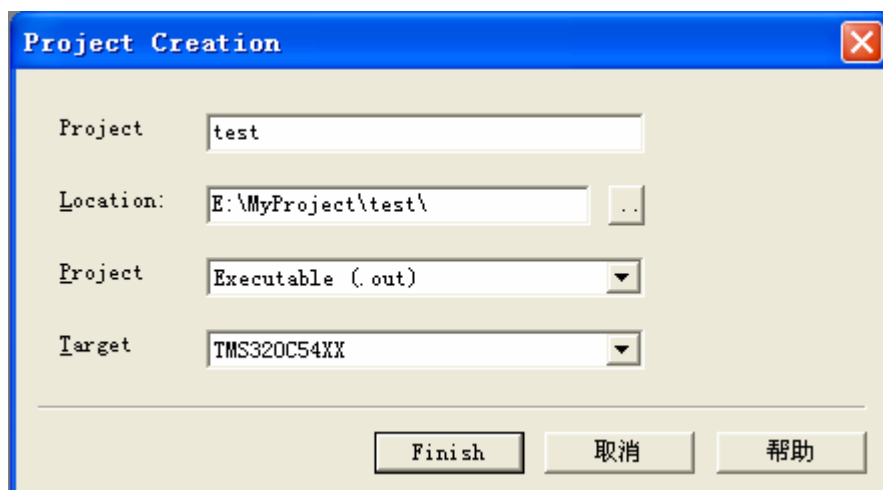 Project Creation
Project
test
Location:
E:\MyProject\test\
..
Project
Executable (.out)
Target
TMS320C54XX
Finish
取消
帮助